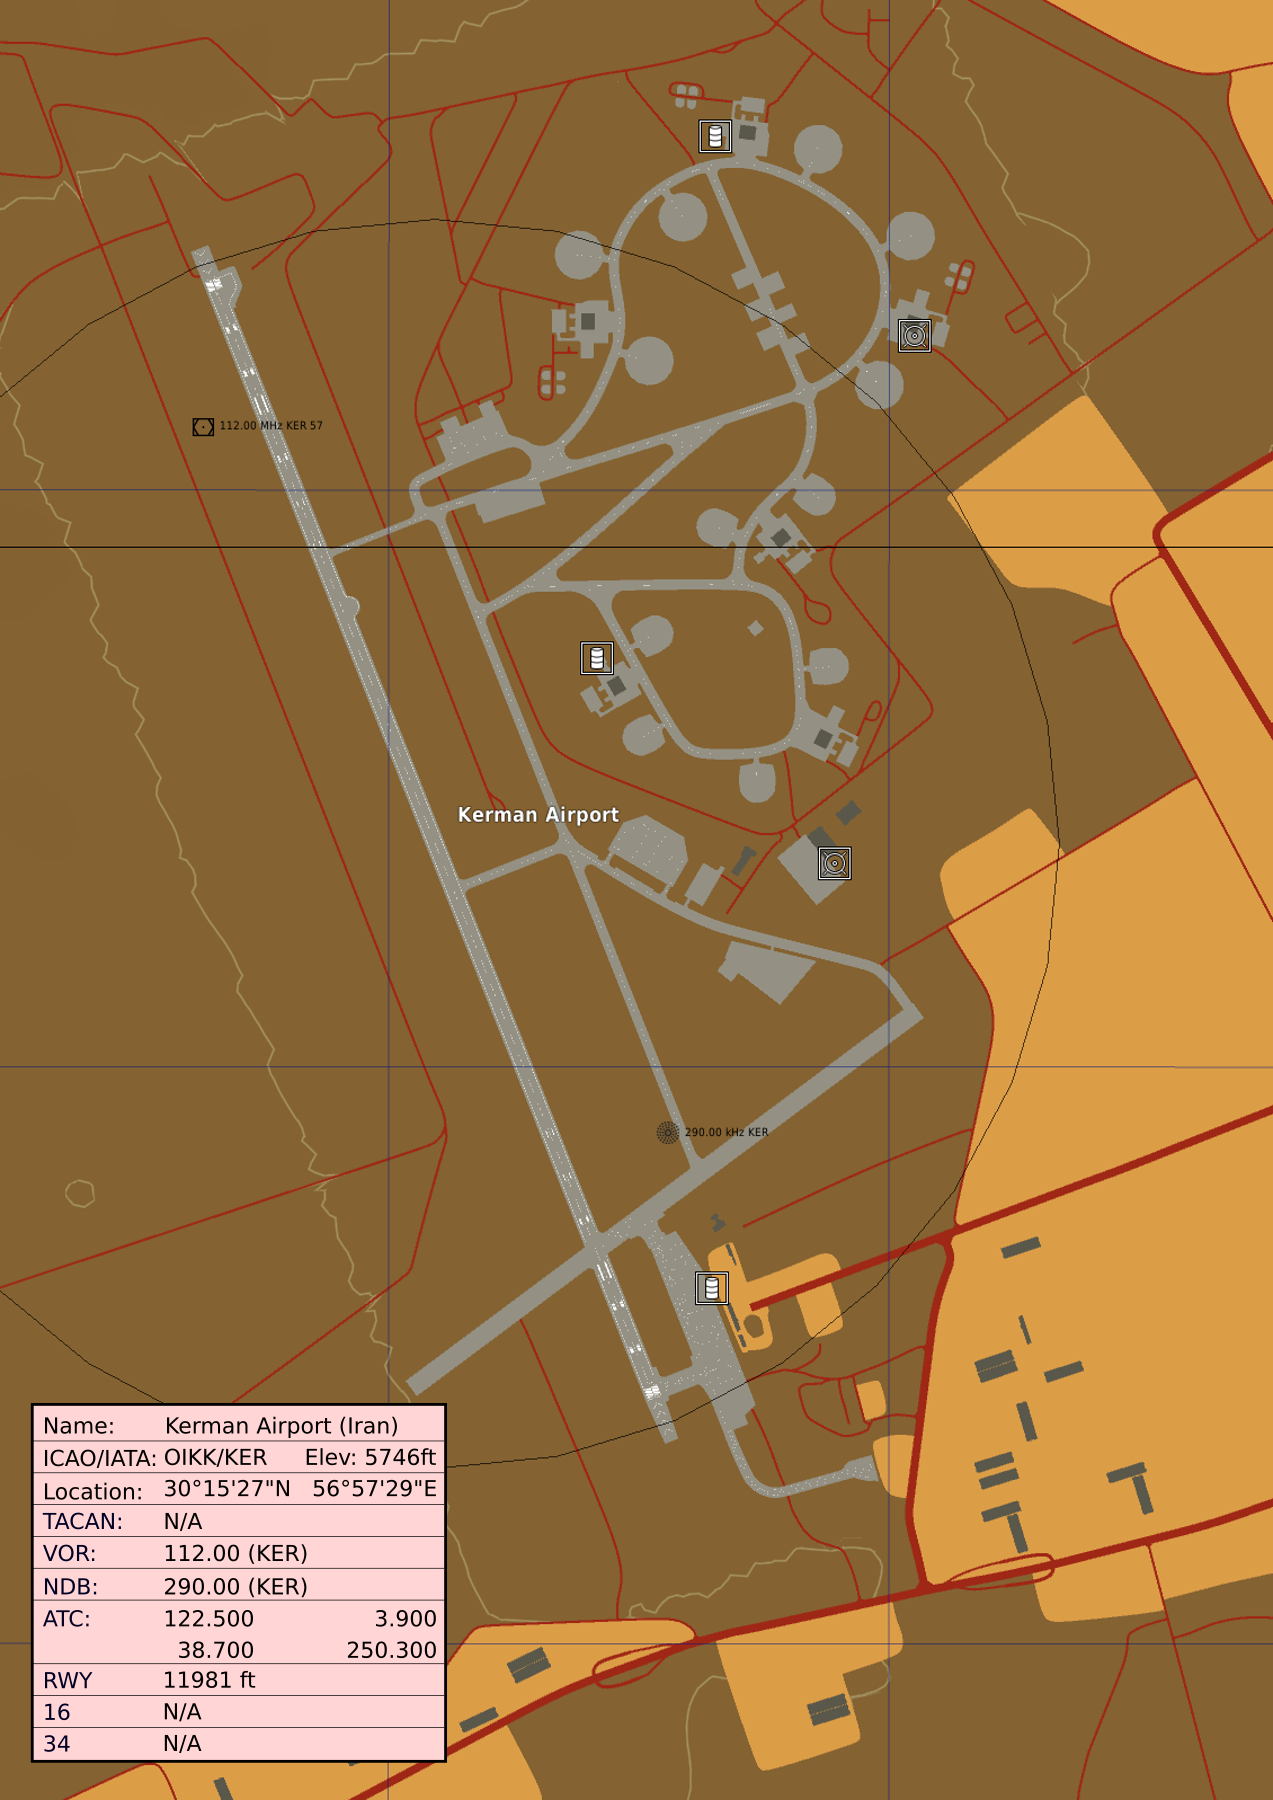 112.00 MHz KER 57
Kerman Airport
290.00 kHz KER
Name: Kerman Airport (Iran)
ICAO/IATA: OIKK/KER Elev: 5746ft
Location: 30°15'27"N 56°57'29"E
TACAN: N/A
VOR: 112.00 (KER)
NDB: 290.00 (KER)
ATC: 122.500 3.900
38.700 250.300
RWY 11981 ft
16 N/A
34 N/A